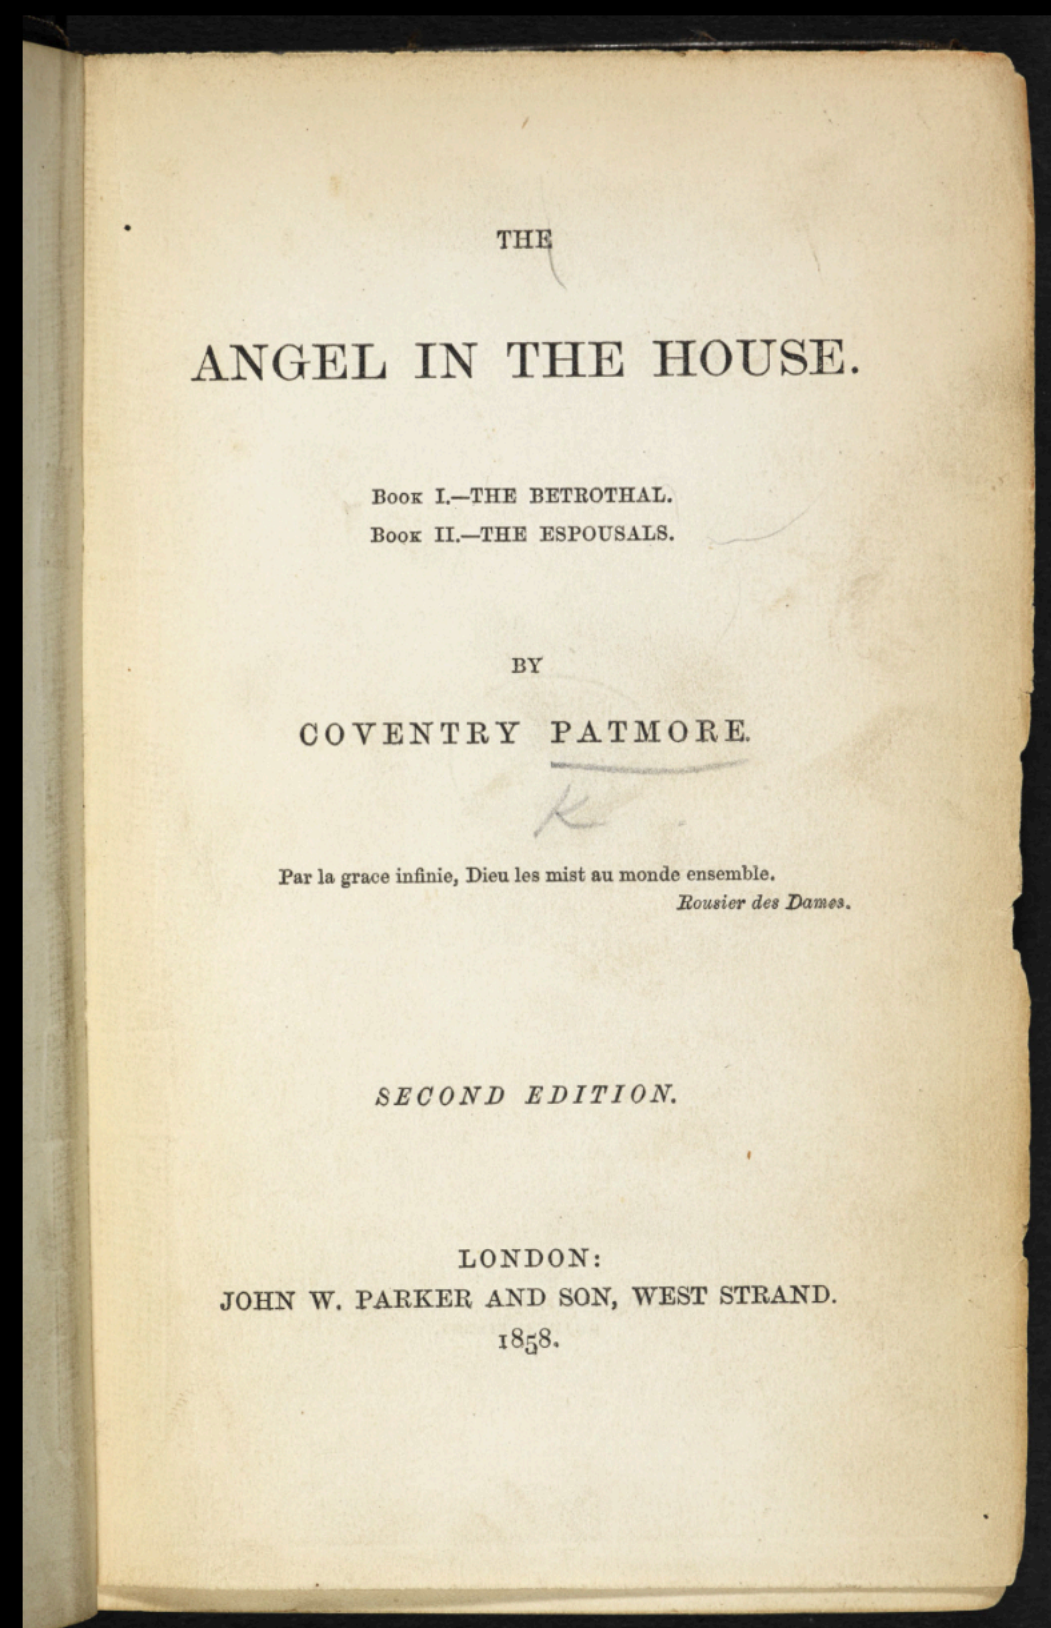 THE
ANGEL IN THE HOUSE.
BOOK I.—THE BETROTHAL.
BOOK II.—THE ESPOUSALS.
BY
COVENTRY PATMORE.
K
Par la grace infinie, Dieu les mist au monde ensemble.
Rousier des Dames.
SECOND EDITION.
LONDON:
JOHN W. PARKER AND SON, WEST STRAND.
1858.